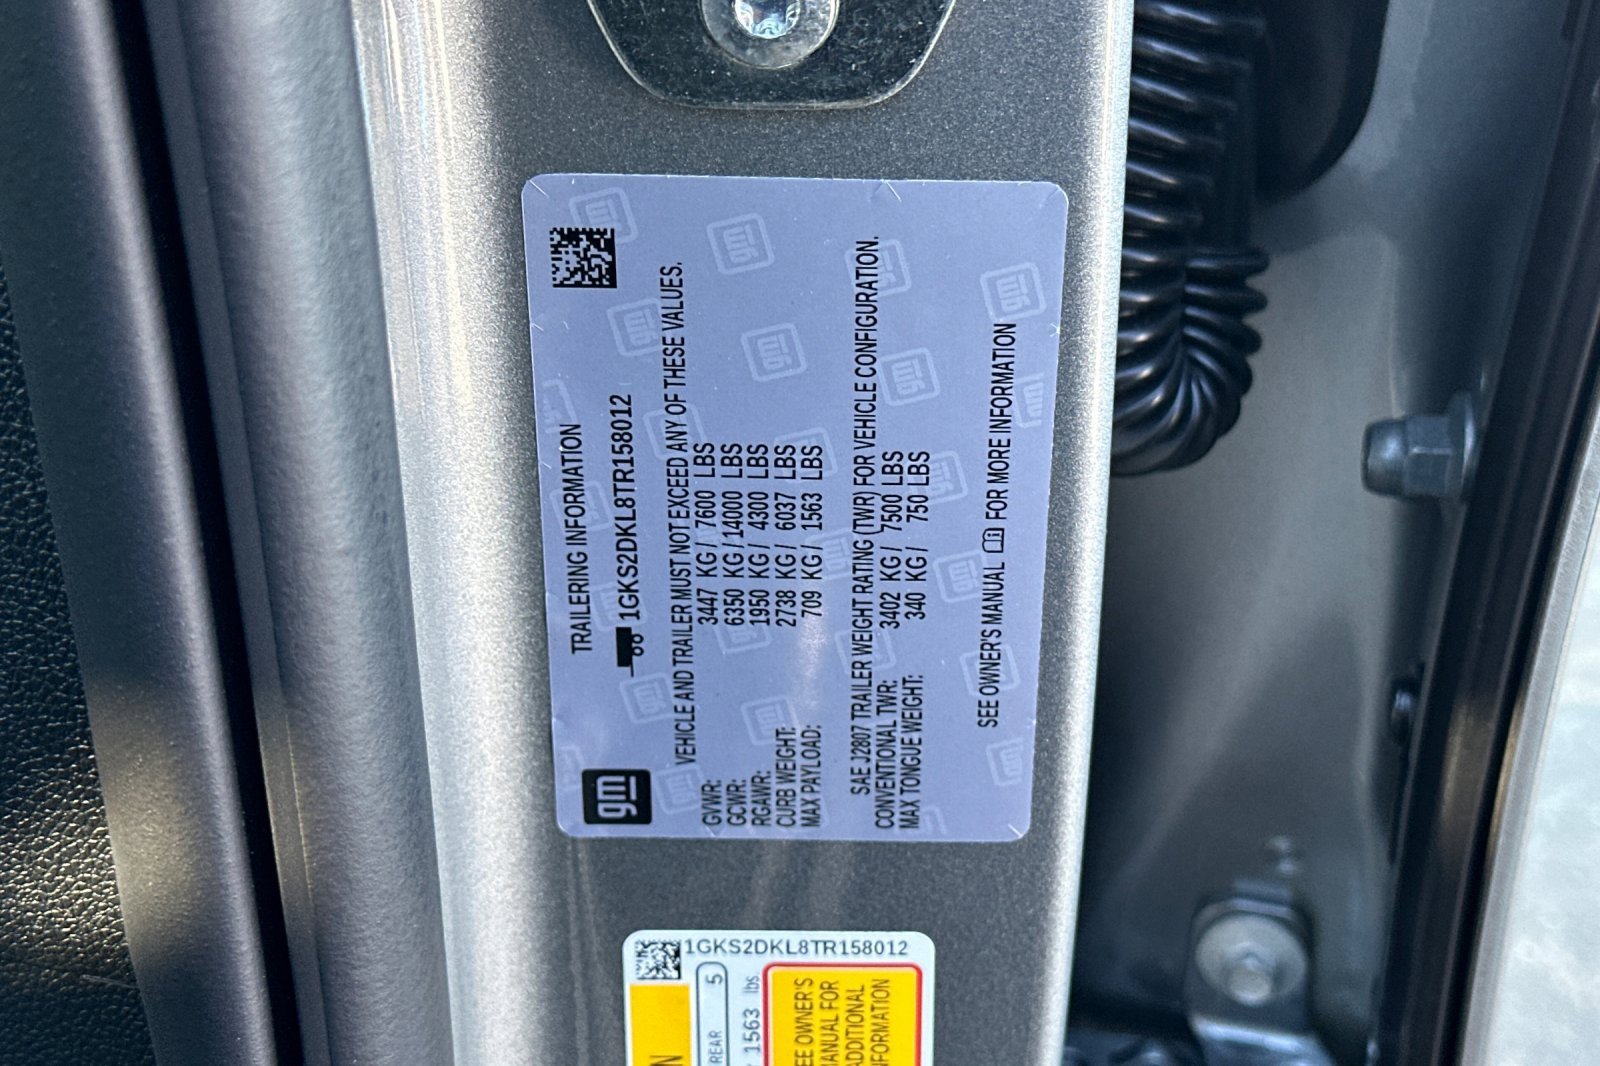 gm
TRAILERING INFORMATION
1GKS2DKL8TR158012
VEHICLE AND TRAILER MUST NOT EXCEED ANY OF THESE VALUES.
GVWR: 3447 KG / 7600 LBS
GCWR: 6350 KG / 14000 LBS
RGAWR: 1950 KG / 4300 LBS
CURB WEIGHT: 2738 KG / 6037 LBS
MAX PAYLOAD: 709 KG / 1563 LBS
SAE J2807 TRAILER WEIGHT RATING (TWR) FOR VEHICLE CONFIGURATION.
CONVENTIONAL TWR: 3402 KG / 7500 LBS
MAX TONGUE WEIGHT: 340 KG / 750 LBS
SEE OWNER'S MANUAL FOR MORE INFORMATION
1GKS2DKL8TR158012
N
REAR 5
1563 lbs
EE OWNER'S
ANUAL FOR
ADDITIONAL
FORMATION